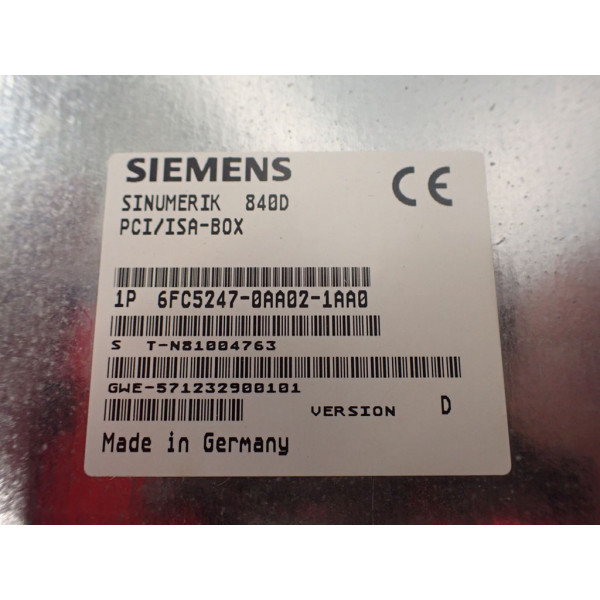 SIEMENS
CE
SINUMERIK 840D
PCI/ISA-BOX
1P 6FC5247-0AA02-1AA0
S T-N81004763
GWE-571232900101
VERSION D
Made in Germany